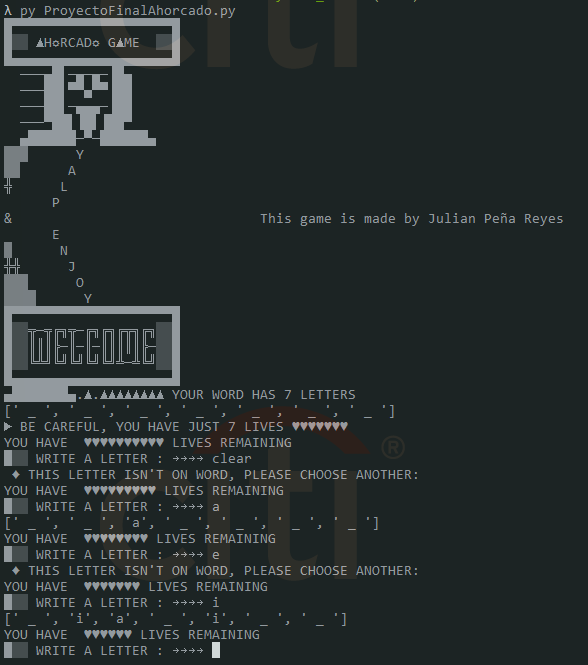 λ py ProyectoFinalAhorcado.py
▲H¤RCAD¤ G▲ME
Y
A
╬ L
P
& This game is made by Julian Peña Reyes
E
N
╬╬ J
O
Y
WELCOME
.▲.▲▲▲▲▲▲▲▲ YOUR WORD HAS 7 LETTERS
[' _ ', ' _ ', ' _ ', ' _ ', ' _ ', ' _ ', ' _ ']
► BE CAREFUL, YOU HAVE JUST 7 LIVES ♥♥♥♥♥♥♥
YOU HAVE  ♥♥♥♥♥♥♥♥♥♥ LIVES REMAINING
WRITE A LETTER : →→→→ clear
♦ THIS LETTER ISN'T ON WORD, PLEASE CHOOSE ANOTHER:
YOU HAVE  ♥♥♥♥♥♥♥♥♥ LIVES REMAINING
WRITE A LETTER : →→→→ a
[' _ ', ' _ ', 'a', ' _ ', ' _ ', ' _ ', ' _ ']
YOU HAVE  ♥♥♥♥♥♥♥♥ LIVES REMAINING
WRITE A LETTER : →→→→ e
♦ THIS LETTER ISN'T ON WORD, PLEASE CHOOSE ANOTHER:
YOU HAVE  ♥♥♥♥♥♥♥ LIVES REMAINING
WRITE A LETTER : →→→→ i
[' _ ', 'i', 'a', ' _ ', 'i', ' _ ', ' _ ']
YOU HAVE  ♥♥♥♥♥♥ LIVES REMAINING
WRITE A LETTER : →→→→
citi®